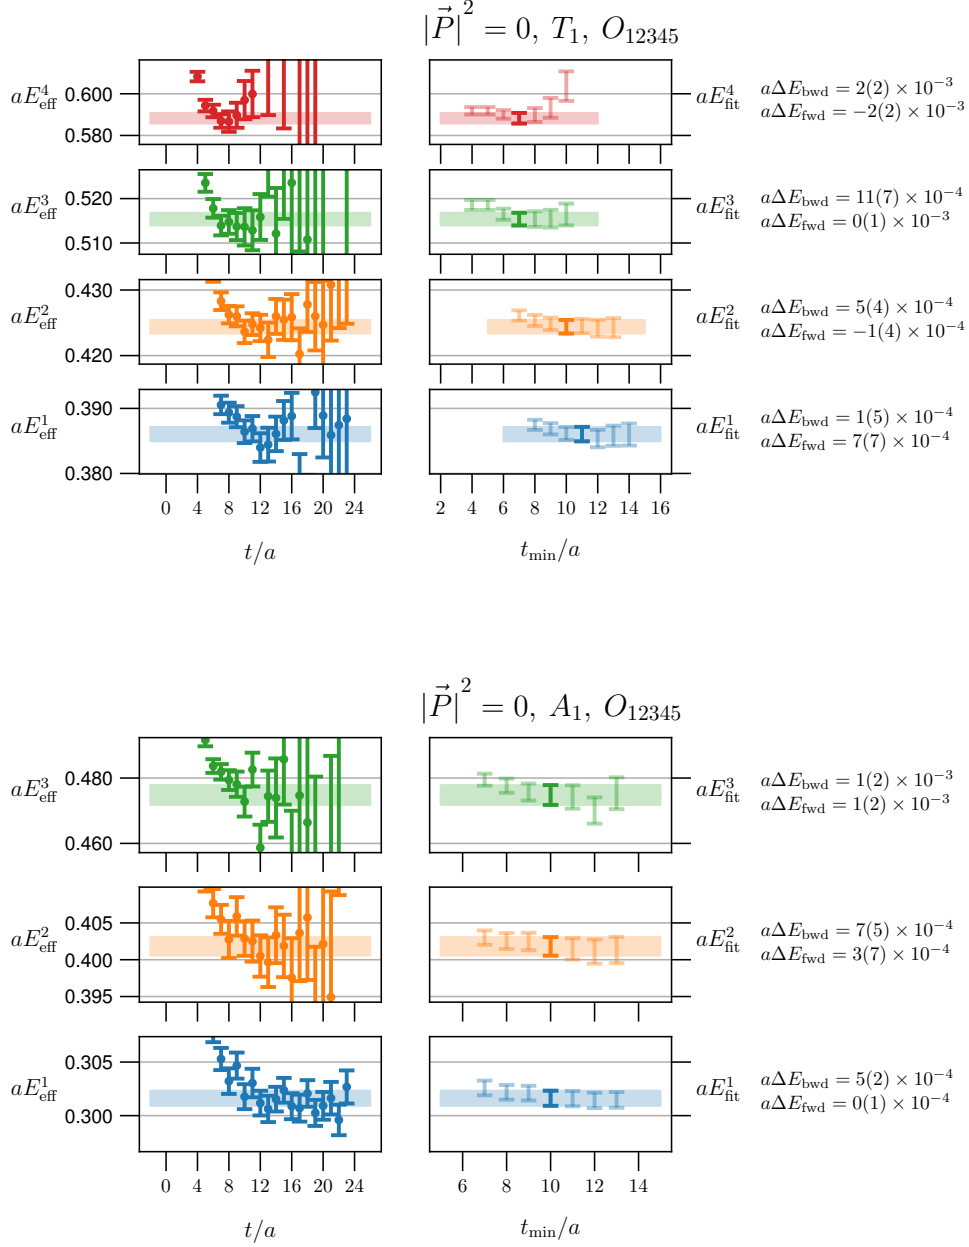 |P⃗|² = 0, T₁, O₁₂₃₄₅
aE⁴eff
0.600
0.580
aE⁴fit
aΔEbwd = 2(2) × 10⁻³
aΔEfwd = −2(2) × 10⁻³
aE³eff
0.520
0.510
aE³fit
aΔEbwd = 11(7) × 10⁻⁴
aΔEfwd = 0(1) × 10⁻³
aE²eff
0.430
0.420
aE²fit
aΔEbwd = 5(4) × 10⁻⁴
aΔEfwd = −1(4) × 10⁻⁴
aE¹eff
0.390
0.380
aE¹fit
aΔEbwd = 1(5) × 10⁻⁴
aΔEfwd = 7(7) × 10⁻⁴
0 4 8 12 16 20 24
2 4 6 8 10 12 14 16
t/a
tmin/a
|P⃗|² = 0, A₁, O₁₂₃₄₅
aE³eff
0.480
0.460
aE³fit
aΔEbwd = 1(2) × 10⁻³
aΔEfwd = 1(2) × 10⁻³
aE²eff
0.405
0.400
0.395
aE²fit
aΔEbwd = 7(5) × 10⁻⁴
aΔEfwd = 3(7) × 10⁻⁴
aE¹eff
0.305
0.300
aE¹fit
aΔEbwd = 5(2) × 10⁻⁴
aΔEfwd = 0(1) × 10⁻⁴
0 4 8 12 16 20 24
6 8 10 12 14
t/a
tmin/a